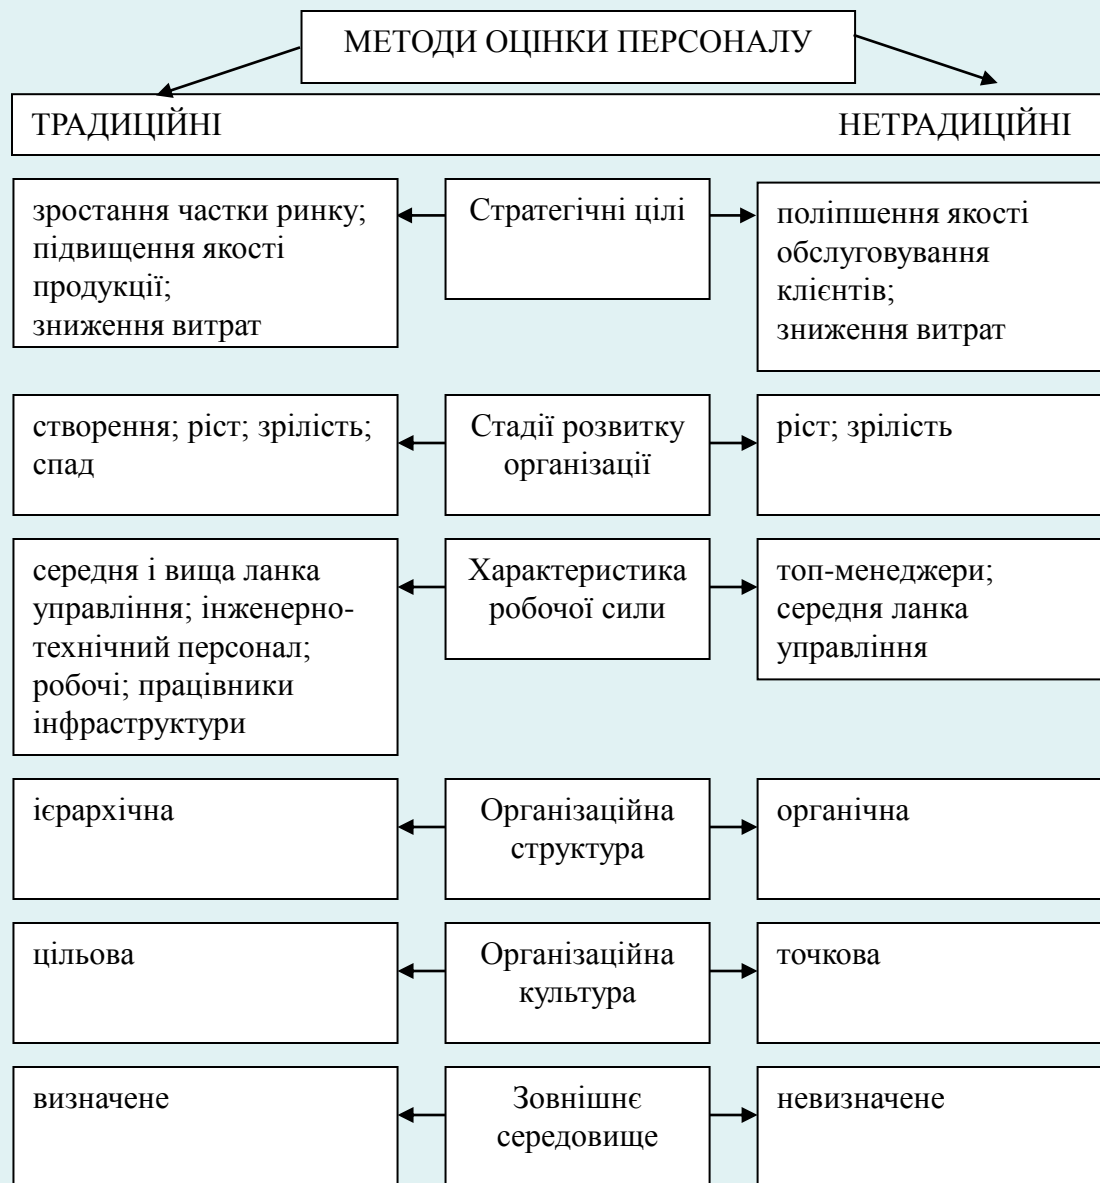 МЕТОДИ ОЦІНКИ ПЕРСОНАЛУ
ТРАДИЦІЙНІ
НЕТРАДИЦІЙНІ
зростання частки ринку;
підвищення якості
продукції;
зниження витрат
Стратегічні цілі
поліпшення якості
обслуговування
клієнтів;
зниження витрат
створення; ріст; зрілість;
спад
Стадії розвитку
організації
ріст; зрілість
середня і вища ланка
управління; інженерно-
технічний персонал;
робочі; працівники
інфраструктури
Характеристика
робочої сили
топ-менеджери;
середня ланка
управління
ієрархічна
Організаційна
структура
органічна
цільова
Організаційна
культура
точкова
визначене
Зовнішнє
середовище
невизначене